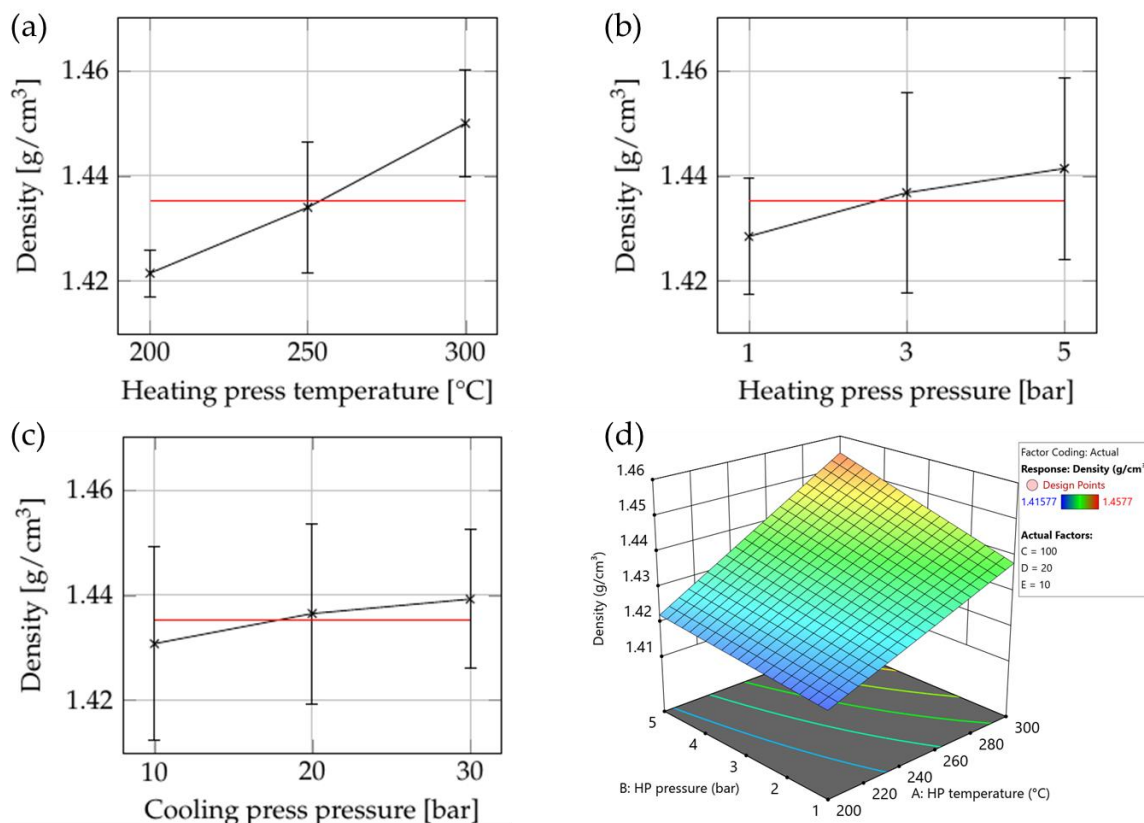 (a)
Density [g/cm³]
1.46
1.44
1.42
200 250 300
Heating press temperature [°C]
(b)
Density [g/cm³]
1.46
1.44
1.42
1 3 5
Heating press pressure [bar]
(c)
Density [g/cm³]
1.46
1.44
1.42
10 20 30
Cooling press pressure [bar]
(d)
Density (g/cm³)
1.46
1.45
1.44
1.43
1.42
1.41
5 4 3 2 1
B: HP pressure (bar)
200 220 240 260 280 300
A: HP temperature (°C)
Factor Coding: Actual
Response: Density (g/cm³
Design Points
1.41577 1.4577
Actual Factors:
C = 100
D = 20
E = 10